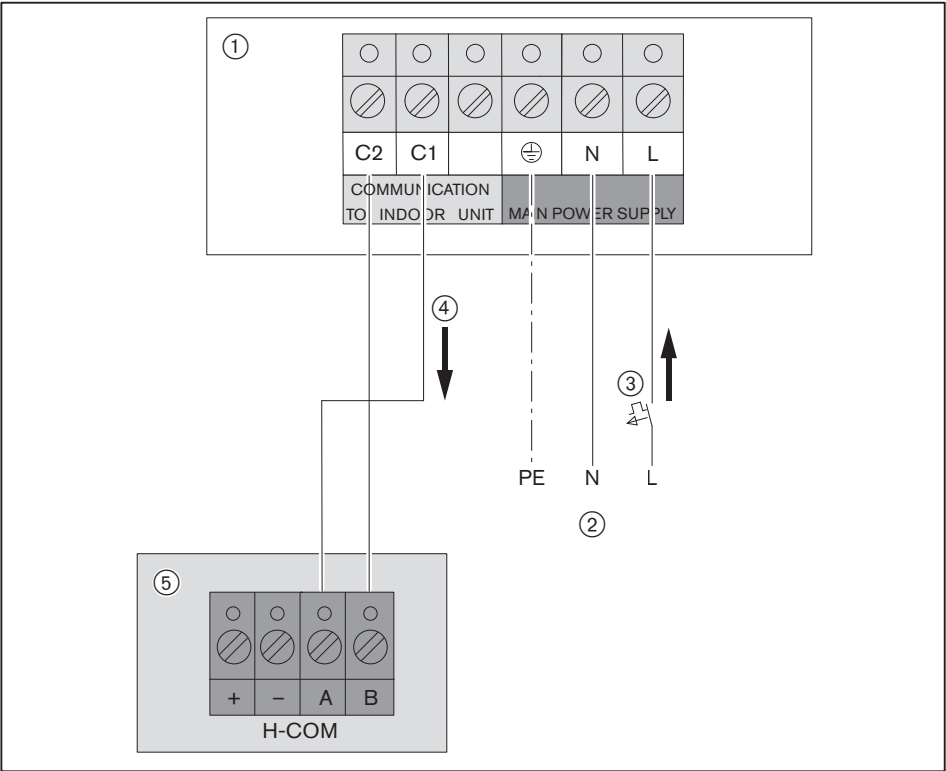 ①
C2 C1 N L
COMMUNICATION
TO INDOOR UNIT MAIN POWER SUPPLY
④
③
PE N L
②
⑤
+ − A B
H-COM